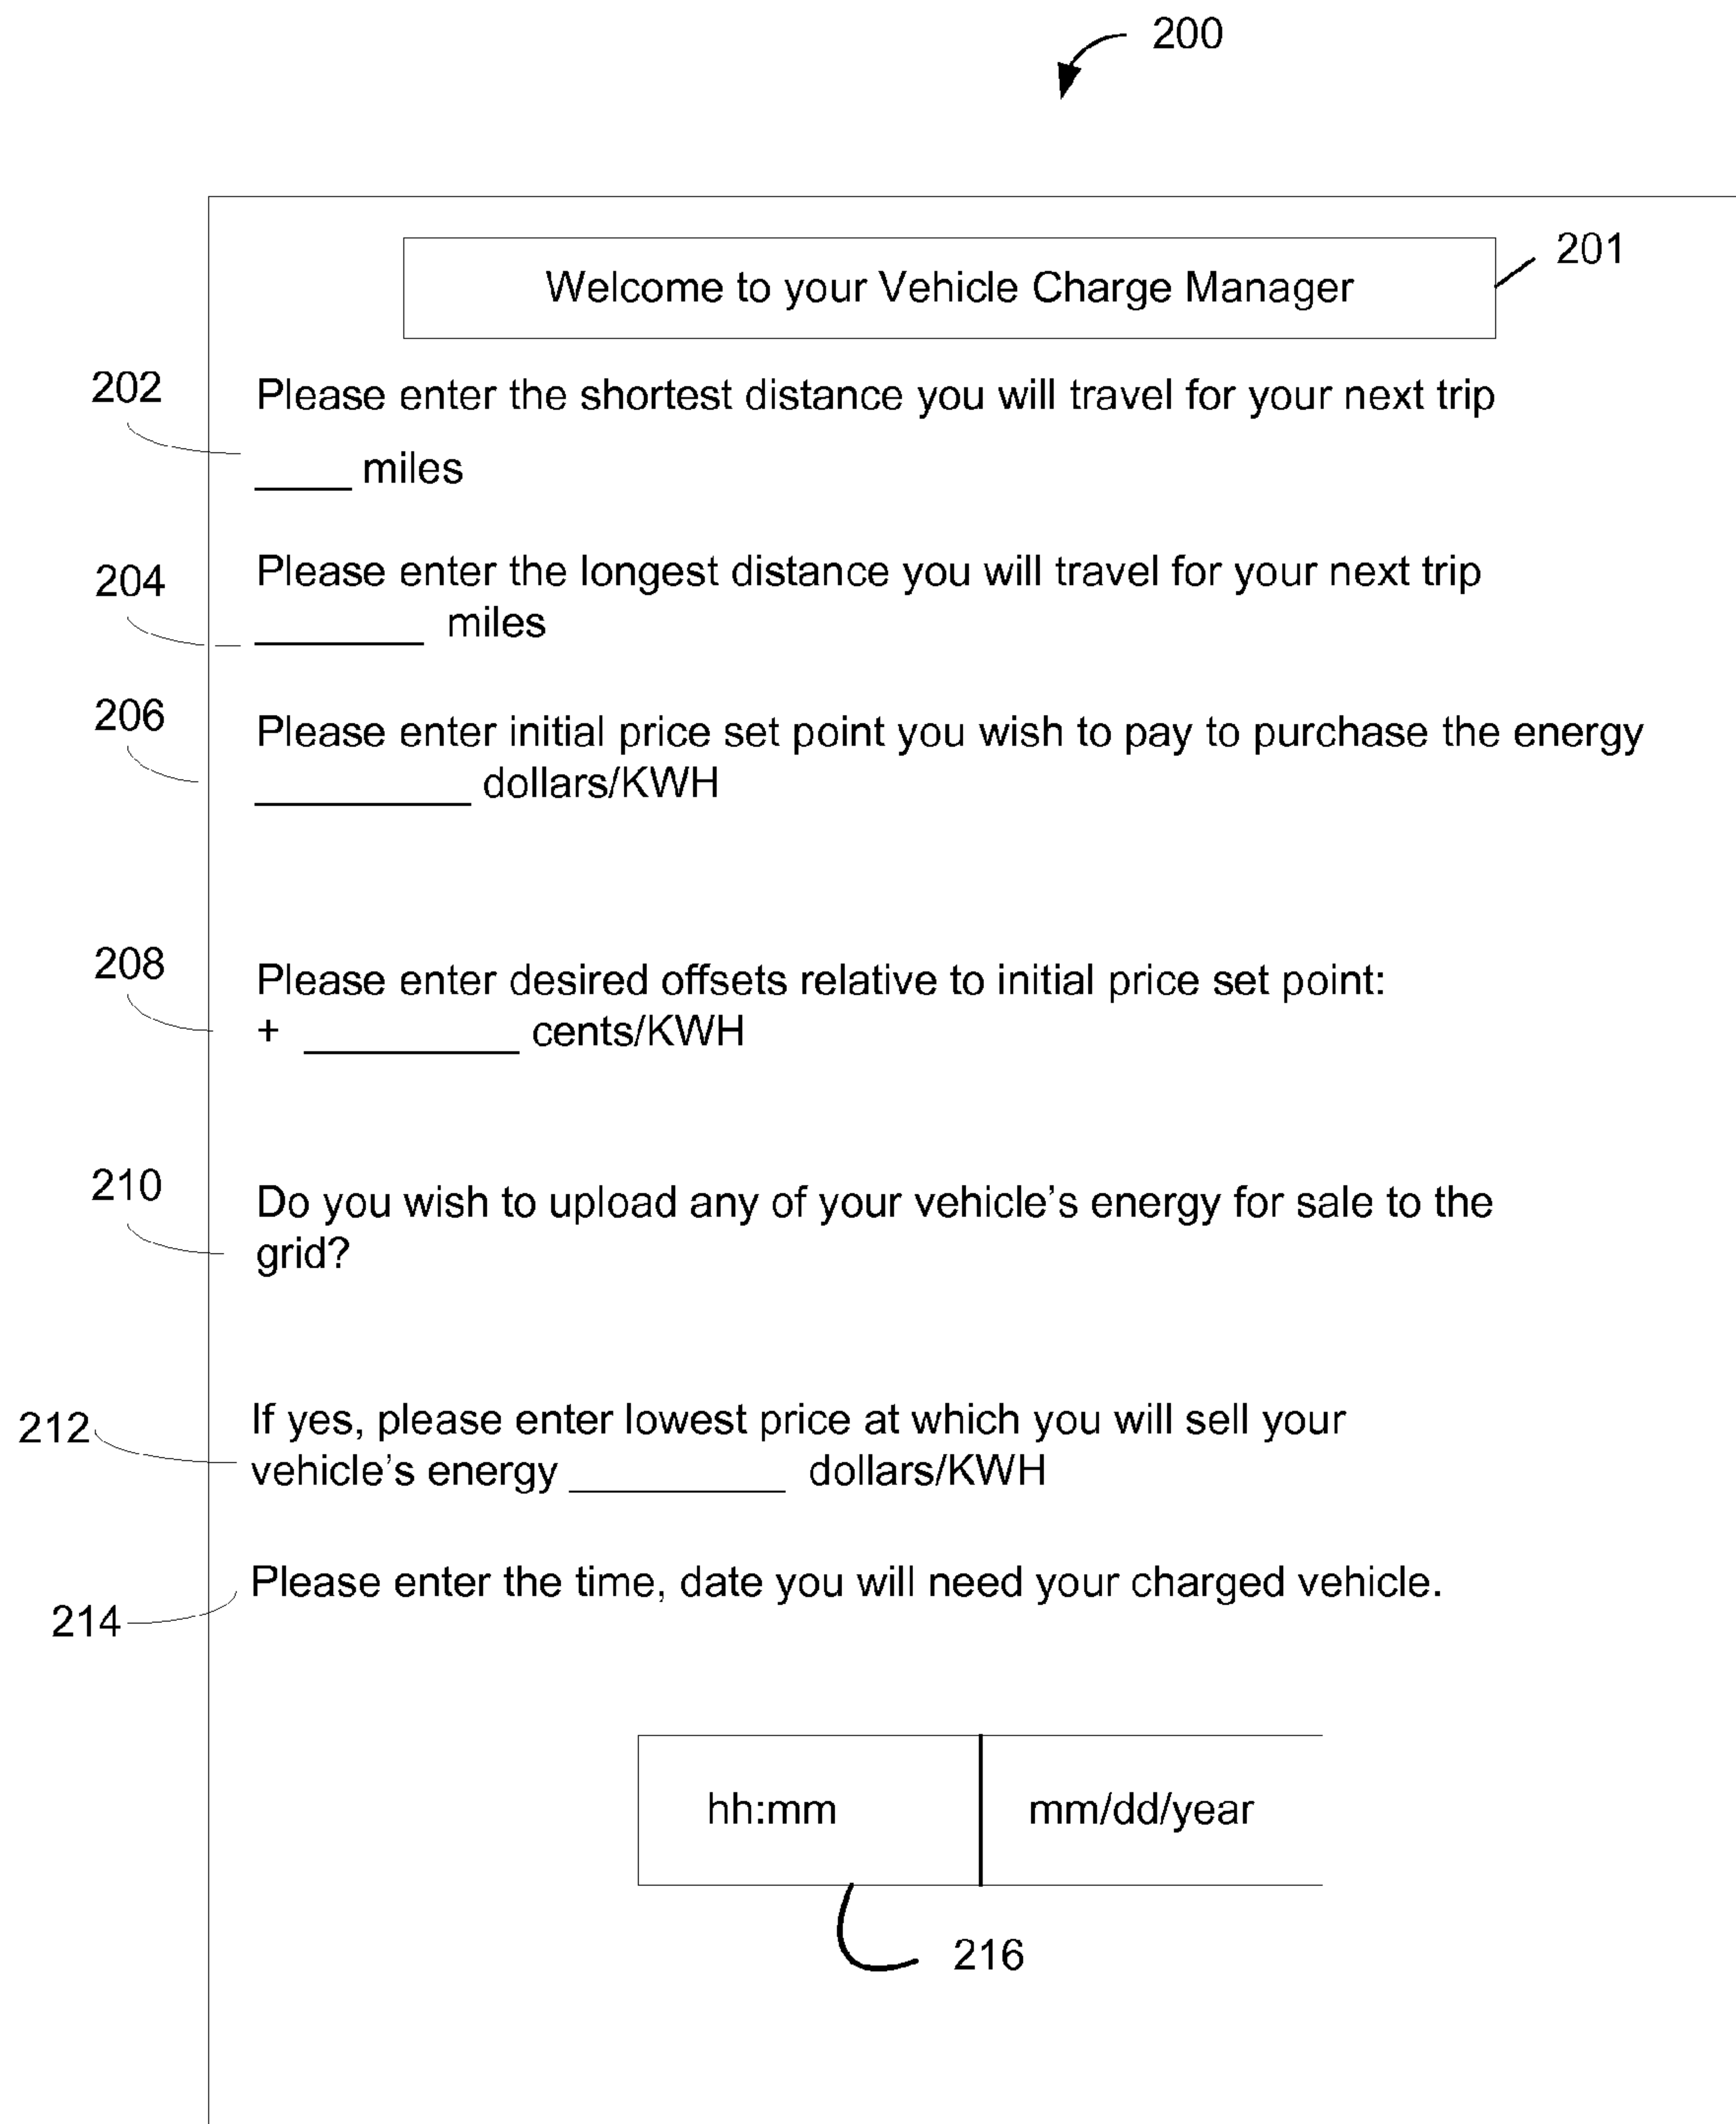 200
201
Welcome to your Vehicle Charge Manager
202
Please enter the shortest distance you will travel for your next trip
_____ miles
204
Please enter the longest distance you will travel for your next trip
________ miles
206
Please enter initial price set point you wish to pay to purchase the energy
__________ dollars/KWH
208
Please enter desired offsets relative to initial price set point:
+ __________ cents/KWH
210
Do you wish to upload any of your vehicle's energy for sale to the
grid?
212
If yes, please enter lowest price at which you will sell your
vehicle's energy __________ dollars/KWH
Please enter the time, date you will need your charged vehicle.
214
hh:mm mm/dd/year
216